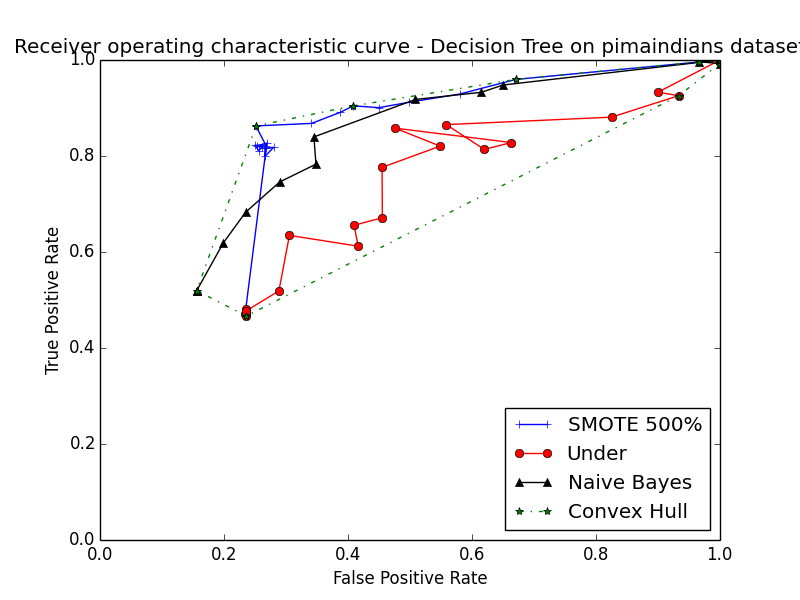 Receiver operating characteristic curve - Decision Tree on pimaindians dataset
1.0
0.8
0.6
0.4
0.2
0.0
True Positive Rate
SMOTE 500%
Under
Naive Bayes
Convex Hull
0.0 0.2 0.4 0.6 0.8 1.0
False Positive Rate